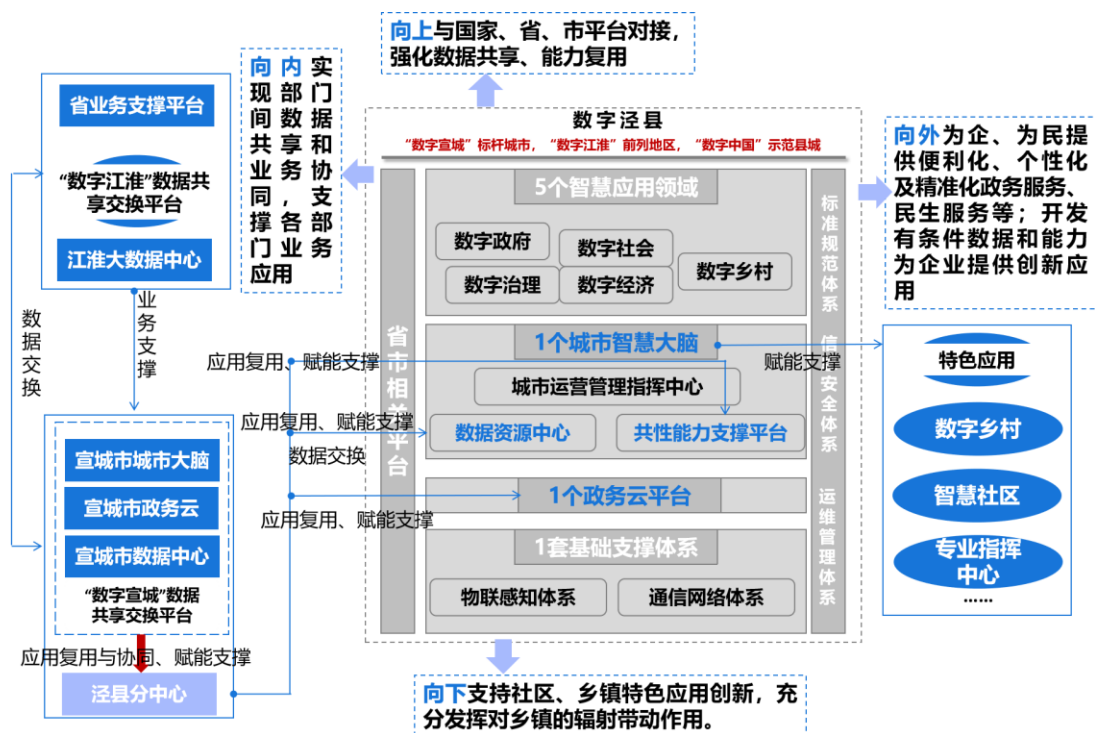 向上与国家、省、市平台对接，
强化数据共享、能力复用
省业务支撑平台
“数字江淮”数据共
享交换平台
江淮大数据中心
向内实
现部门
间数据
共享和
业务协
同，支
撑各部
门业务
应用
数字泾县
“数字宣城”标杆城市，“数字江淮”前列地区，“数字中国”示范县城
向外为企、为民提
供便利化、个性化
及精准化政务服务、
民生服务等；开发
有条件数据和能力
为企业提供创新应
用
5个智慧应用领域
数字政府
数字社会
数字乡村
数字治理
数字经济
标准规范体系
省市相关平台
业务支撑
数据交换
1个城市智慧大脑
城市运营管理指挥中心
数据资源中心
共性能力支撑平台
安全体系
应用复用、赋能支撑
应用复用、赋能支撑
数据交换
应用复用、赋能支撑
赋能支撑
特色应用
数字乡村
智慧社区
专业指挥
中心
……
宣城市城市大脑
宣城市政务云
宣城市数据中心
“数字宣城”数据
共享交换平台
1个政务云平台
1套基础支撑体系
物联感知体系
通信网络体系
运维管理体系
应用复用与协同、赋能支撑
泾县分中心
向下支持社区、乡镇特色应用创新，充
分发挥对乡镇的辐射带动作用。